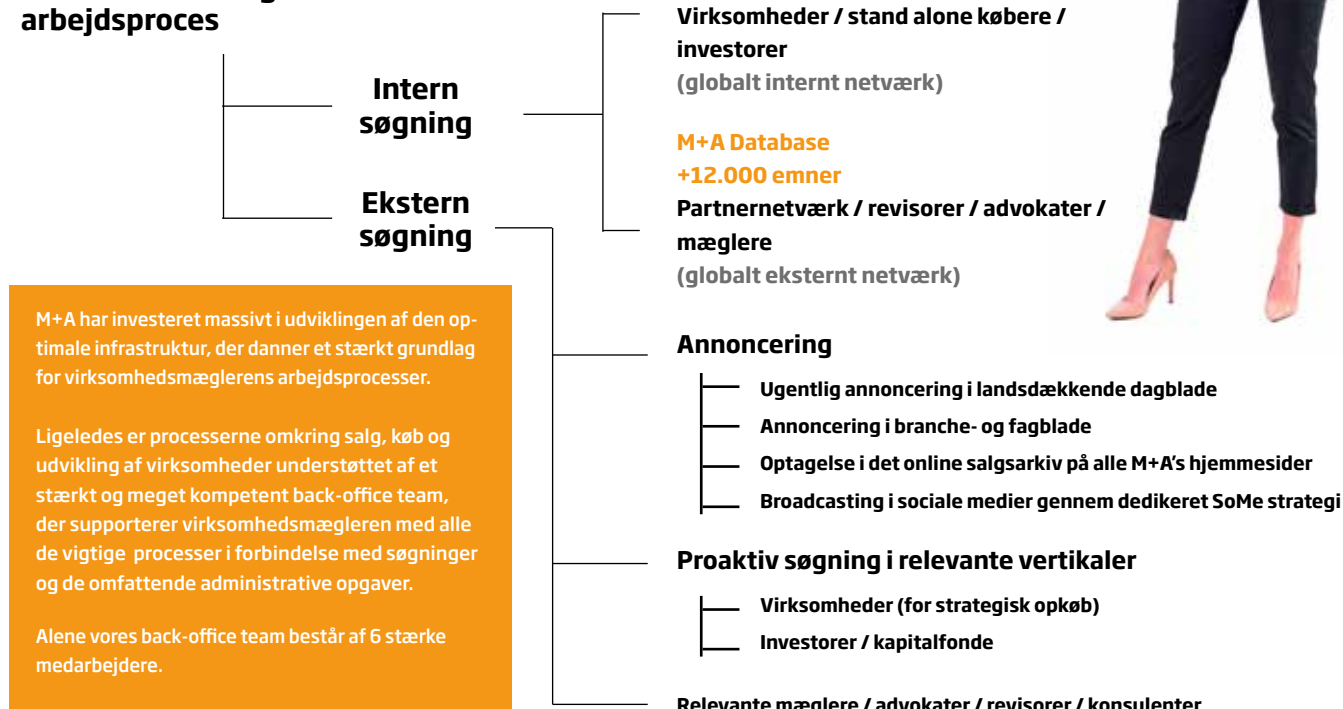 arbejdsproces
Intern
søgning
Ekstern
søgning
Virksomheder / stand alone købere /
investorer
(globalt internt netværk)
M+A Database
+12.000 emner
Partnernetværk / revisorer / advokater /
mæglere
(globalt eksternt netværk)
Annoncering
Ugentlig annoncering i landsdækkende dagblade
Annoncering i branche- og fagblade
Optagelse i det online salgsarkiv på alle M+A's hjemmesider
Broadcasting i sociale medier gennem dedikeret SoMe strategi
Proaktiv søgning i relevante vertikaler
Virksomheder (for strategisk opkøb)
Investorer / kapitalfonde
Relevante mæglere / advokater / revisorer / konsulenter
M+A har investeret massivt i udviklingen af den op-
timale infrastruktur, der danner et stærkt grundlag
for virksomhedsmæglerens arbejdsprocesser.
Ligeledes er processerne omkring salg, køb og
udvikling af virksomheder understøttet af et
stærkt og meget kompetent back-office team,
der supporterer virksomhedsmægleren med alle
de vigtige processer i forbindelse med søgninger
og de omfattende administrative opgaver.
Alene vores back-office team består af 6 stærke
medarbejdere.